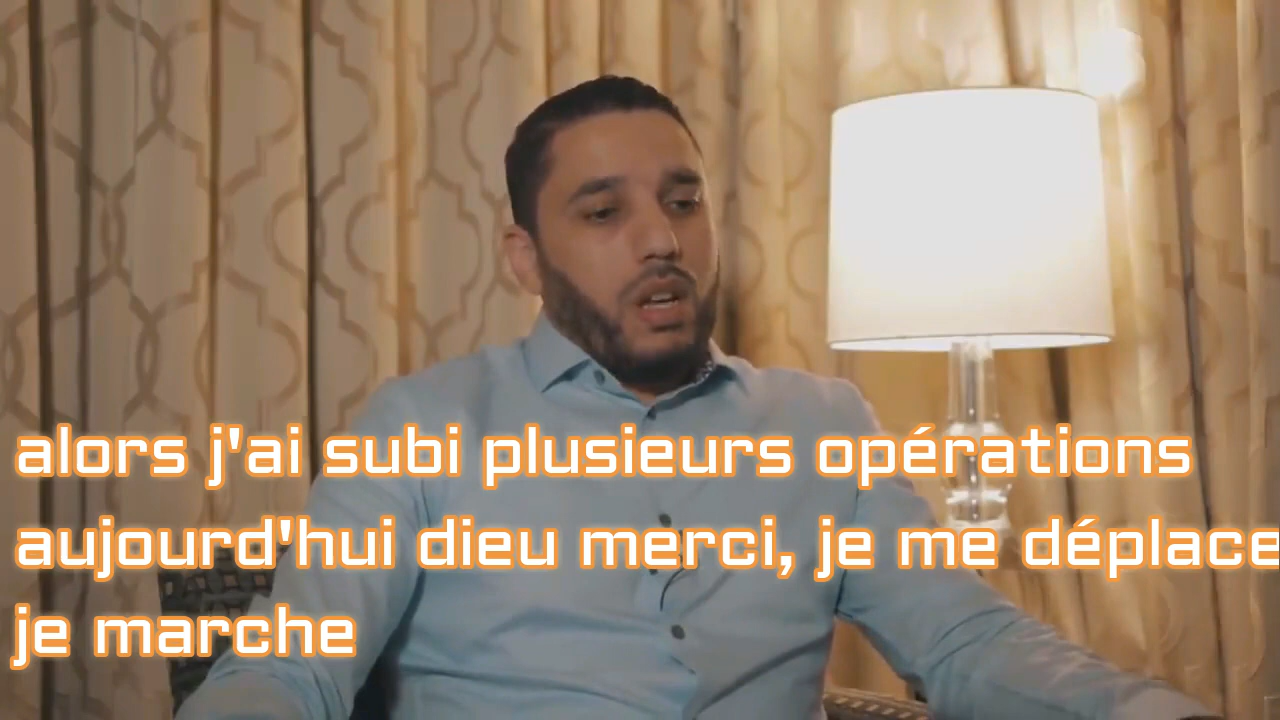 alors j'ai subi plusieurs opérations
aujourd'hui dieu merci, je me déplace
je marche